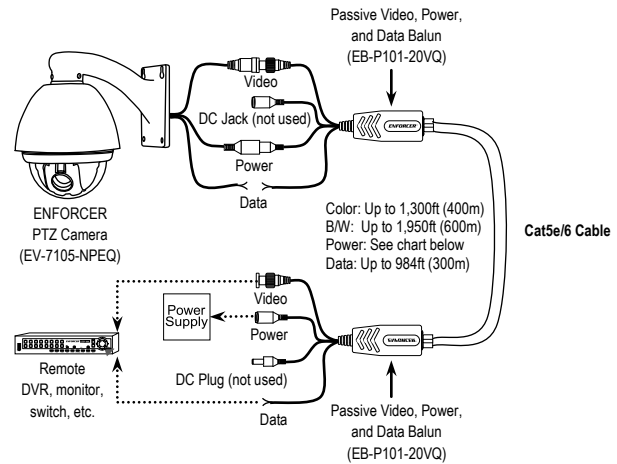 Passive Video, Power,
and Data Balun
(EB-P101-20VQ)
Video
DC Jack (not used)
ENFORCER
Power
Data
ENFORCER
PTZ Camera
(EV-7105-NPEQ)
Color: Up to 1,300ft (400m)
B/W: Up to 1,950ft (600m)
Power: See chart below
Data: Up to 984ft (300m)
Cat5e/6 Cable
Video
Power
Supply
Power
ENFORCER
DC Plug (not used)
Remote
DVR, monitor,
switch, etc.
Data
Passive Video, Power,
and Data Balun
(EB-P101-20VQ)